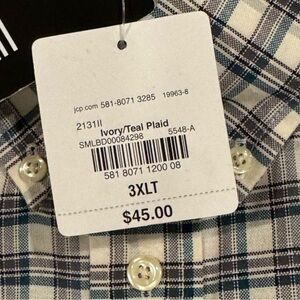 jcp.com 581-8071 3285 19963-6
2131II
Ivory/Teal Plaid
SMLBD00084298 5548-A
581 8071 1200 08
3XLT
$45.00